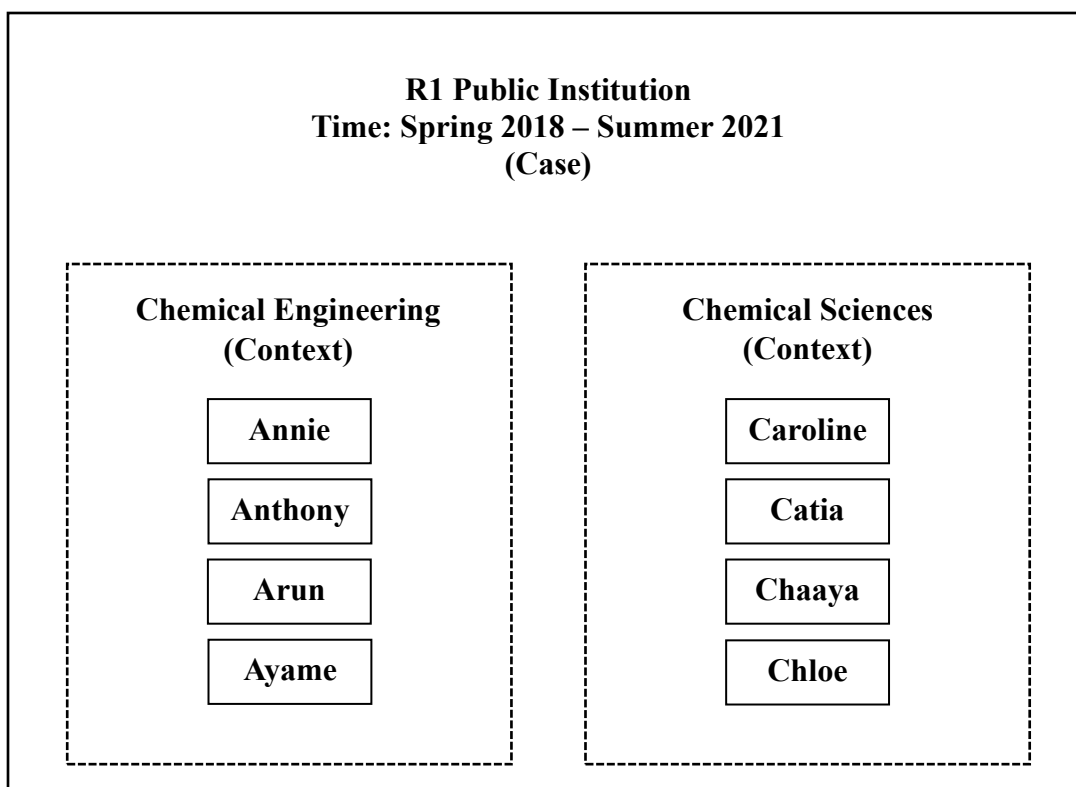 R1 Public Institution
Time: Spring 2018 – Summer 2021
(Case)
Chemical Engineering
(Context)
Annie
Anthony
Arun
Ayame
Chemical Sciences
(Context)
Caroline
Catia
Chaaya
Chloe